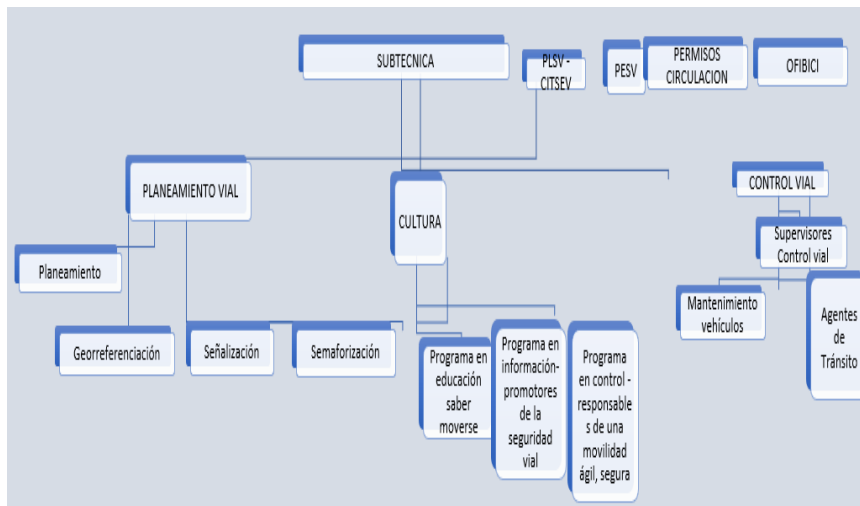 SUBTECNICA
PLSV -
CITSEV
PESV
PERMISOS
CIRCULACION
OFIBICI
PLANEAMIENTO VIAL
CULTURA
CONTROL VIAL
Supervisores
Control vial
Planeamiento
Mantenimiento
vehículos
Agentes
de
Tránsito
Georreferenciación
Señalización
Semaforización
Programa en
educación
saber
moverse
Programa en
información-
promotores
de la
seguridad
vial
Programa
en control -
responsable
s de una
movilidad
ágil, segura